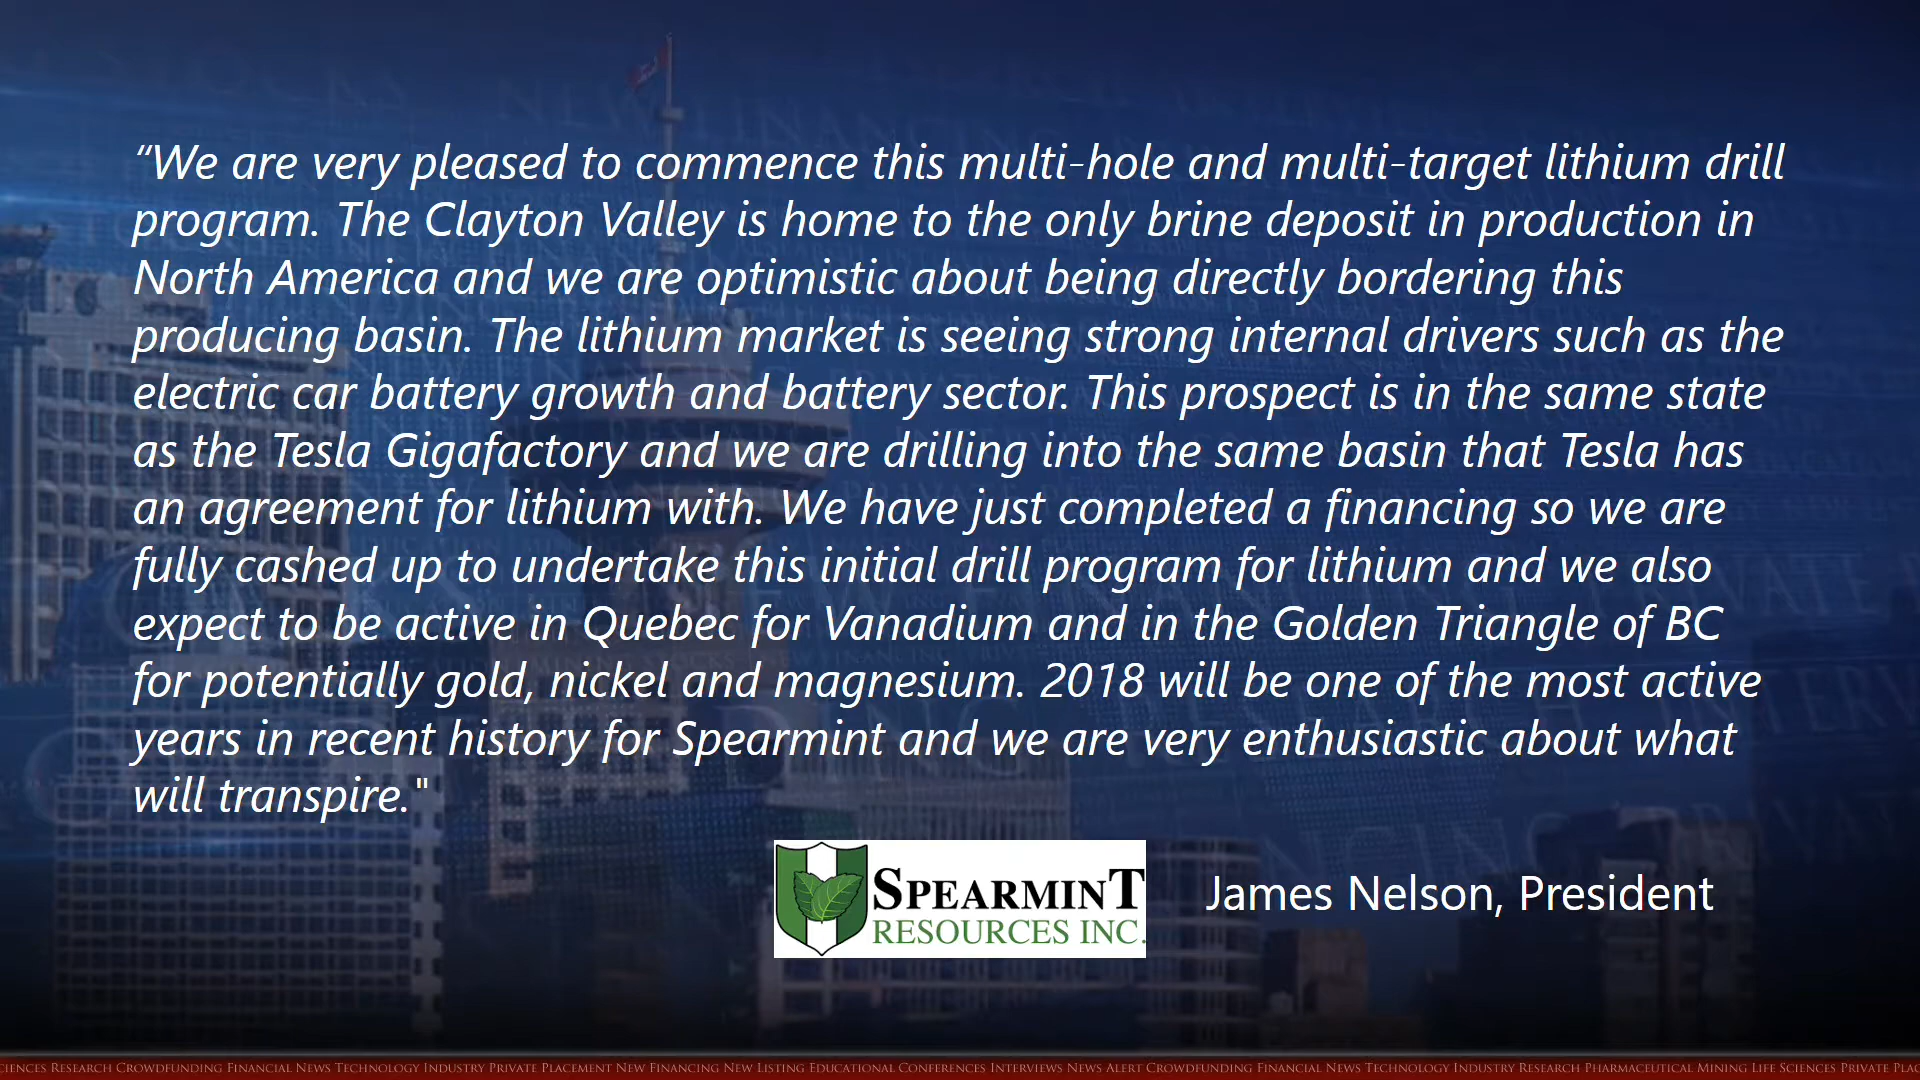 “We are very pleased to commence this multi-hole and multi-target lithium drill
program. The Clayton Valley is home to the only brine deposit in production in
North America and we are optimistic about being directly bordering this
producing basin. The lithium market is seeing strong internal drivers such as the
electric car battery growth and battery sector. This prospect is in the same state
as the Tesla Gigafactory and we are drilling into the same basin that Tesla has
an agreement for lithium with. We have just completed a financing so we are
fully cashed up to undertake this initial drill program for lithium and we also
expect to be active in Quebec for Vanadium and in the Golden Triangle of BC
for potentially gold, nickel and magnesium. 2018 will be one of the most active
years in recent history for Spearmint and we are very enthusiastic about what
will transpire."
SPEARMINT
RESOURCES INC.
James Nelson, President
CIENCES RESEARCH CROWDFUNDING FINANCIAL NEWS TECHNOLOGY INDUSTRY PRIVATE PLACEMENT NEW FINANCING NEW LISTING EDUCATIONAL CONFERENCES INTERVIEWS NEWS ALERT CROWDFUNDING FINANCIAL NEWS TECHNOLOGY INDUSTRY RESEARCH PHARMACEUTICAL MINING LIFE SCIENCES PRIVATE PLAC